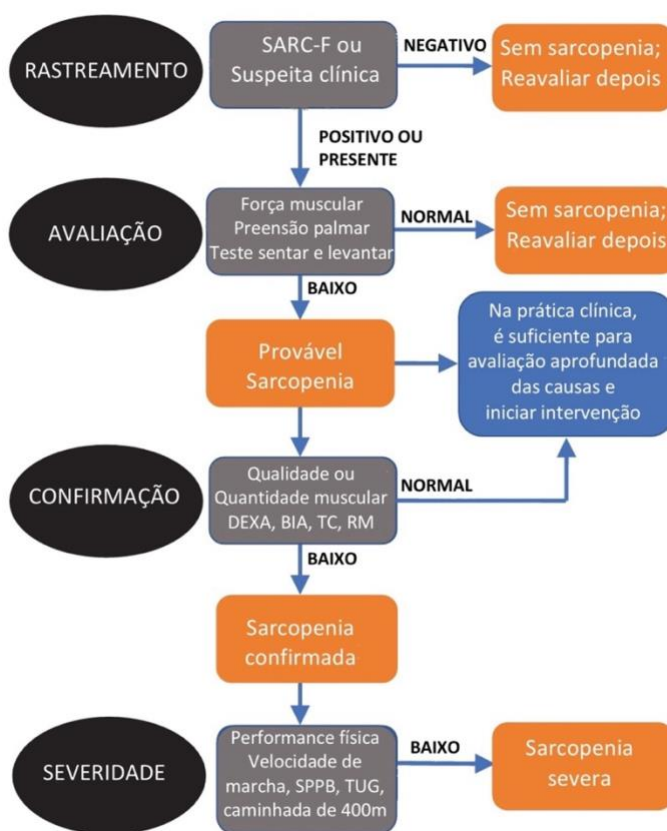 RASTREAMENTO
SARC-F ou
Suspeita clínica
NEGATIVO
Sem sarcopenia;
Reavaliar depois
POSITIVO OU
PRESENTE
AVALIAÇÃO
Força muscular
Preensão palmar
Teste sentar e levantar
NORMAL
Sem sarcopenia;
Reavaliar depois
BAIXO
Provável
Sarcopenia
Na prática clínica,
é suficiente para
avaliação aprofundada
das causas e
iniciar intervenção
CONFIRMAÇÃO
Qualidade ou
Quantidade muscular
DEXA, BIA, TC, RM
NORMAL
BAIXO
Sarcopenia
confirmada
SEVERIDADE
Performance física
Velocidade de
marcha, SPPB, TUG,
caminhada de 400m
BAIXO
Sarcopenia
severa